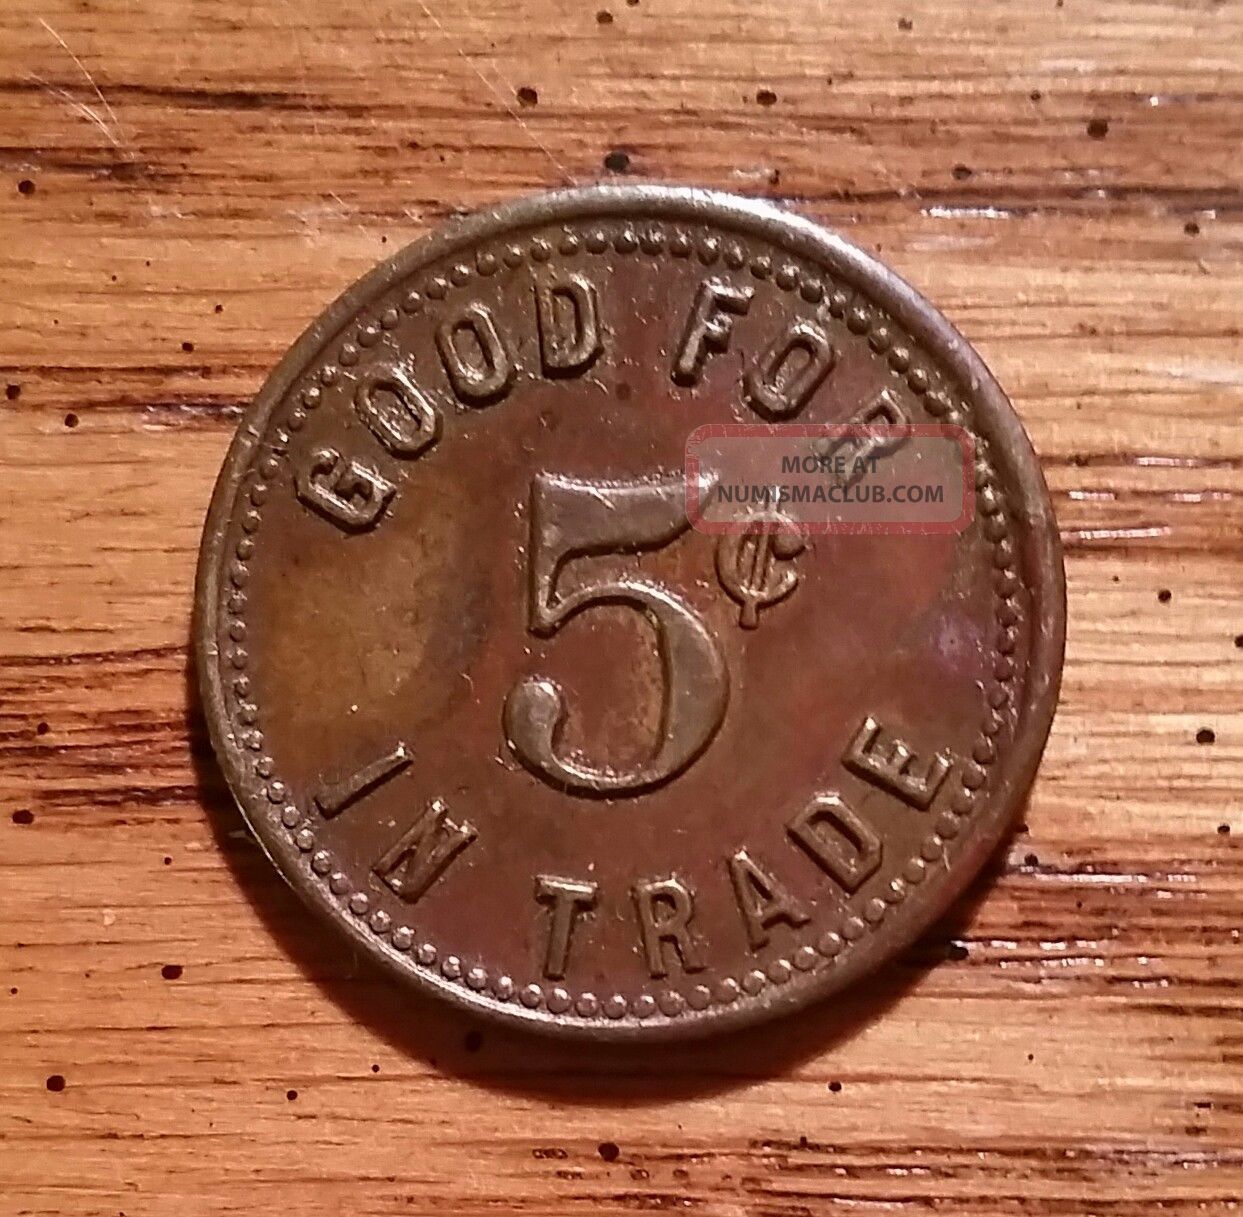 GOOD FOR
5¢
IN TRADE
MORE AT
NUMISMACLUB.COM